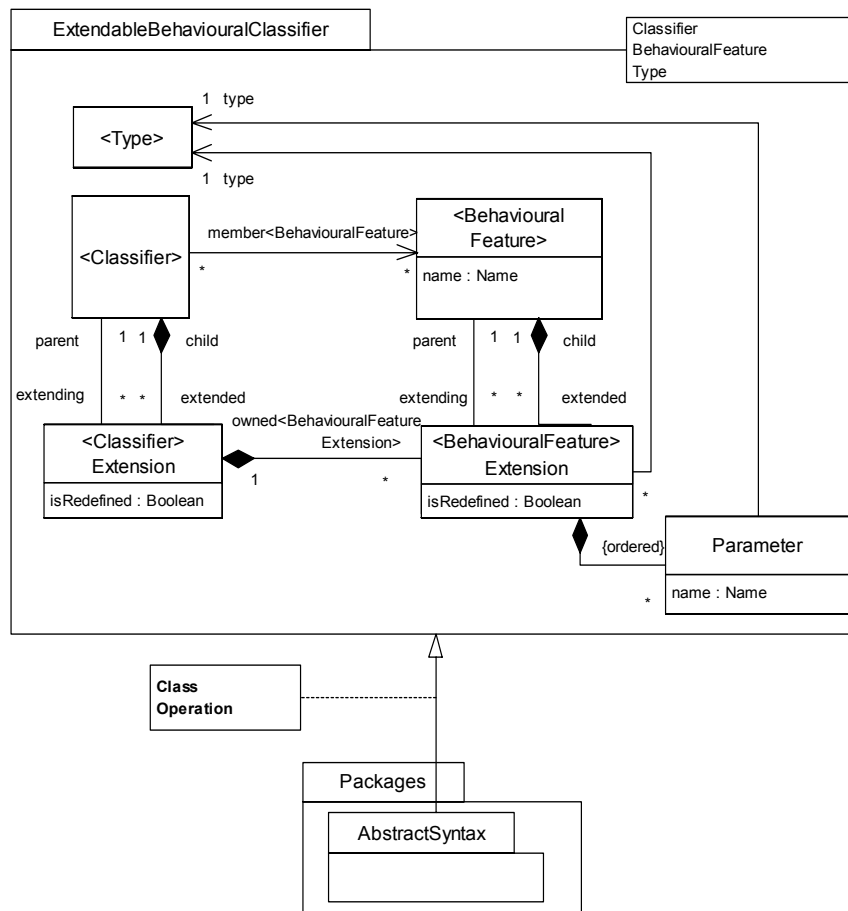 ExtendableBehaviouralClassifier
Classifier
BehaviouralFeature
Type
1 type
<Type>
1 type
<Behavioural
Feature>
member<BehaviouralFeature>
<Classifier>
* *
name : Name
parent 1 1 child
parent 1 1 child
extending * * extended
extending * * extended
owned<BehaviouralFeature
Extension>
<Classifier>
Extension
<BehaviouralFeature>
Extension
1 *
isRedefined : Boolean
isRedefined : Boolean
*
{ordered}
Parameter
*
name : Name
Class
Operation
Packages
AbstractSyntax